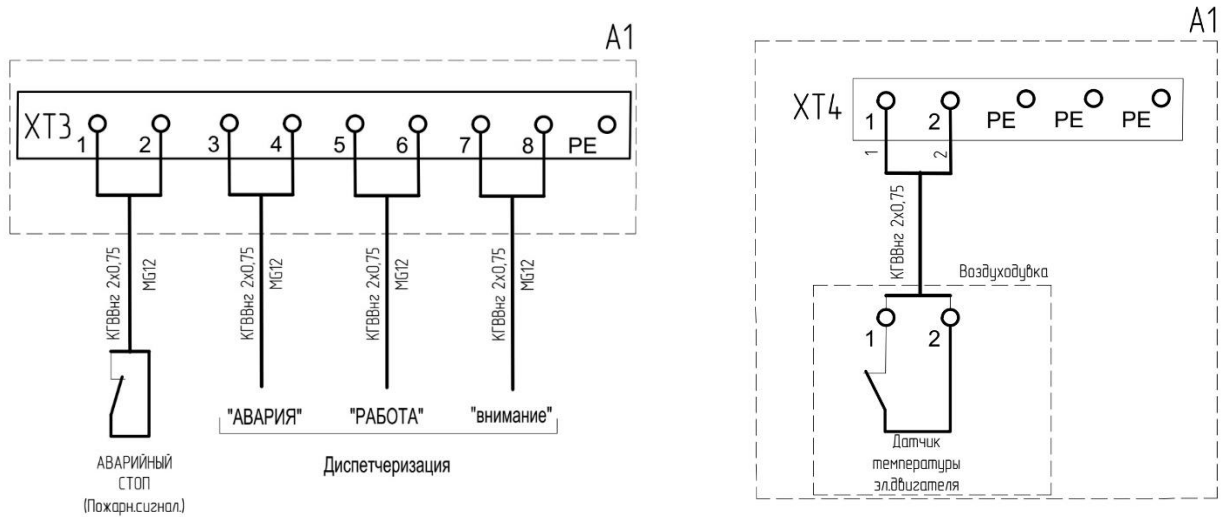 A1
XT3
1 2 3 4 5 6 7 8 PE
КГВВнг 2х0,75
MG12
КГВВнг 2х0,75
MG12
КГВВнг 2х0,75
MG12
КГВВнг 2х0,75
MG12
"АВАРИЯ" "РАБОТА" "внимание"
АВАРИЙНЫЙ
СТОП
(Пожарн.сигнал.)
Диспетчеризация
A1
XT4
1 2 PE PE PE
1 2
КГВВнг 2х0,75
Воздуходувка
1 2
Датчик
температуры
эл.двигателя